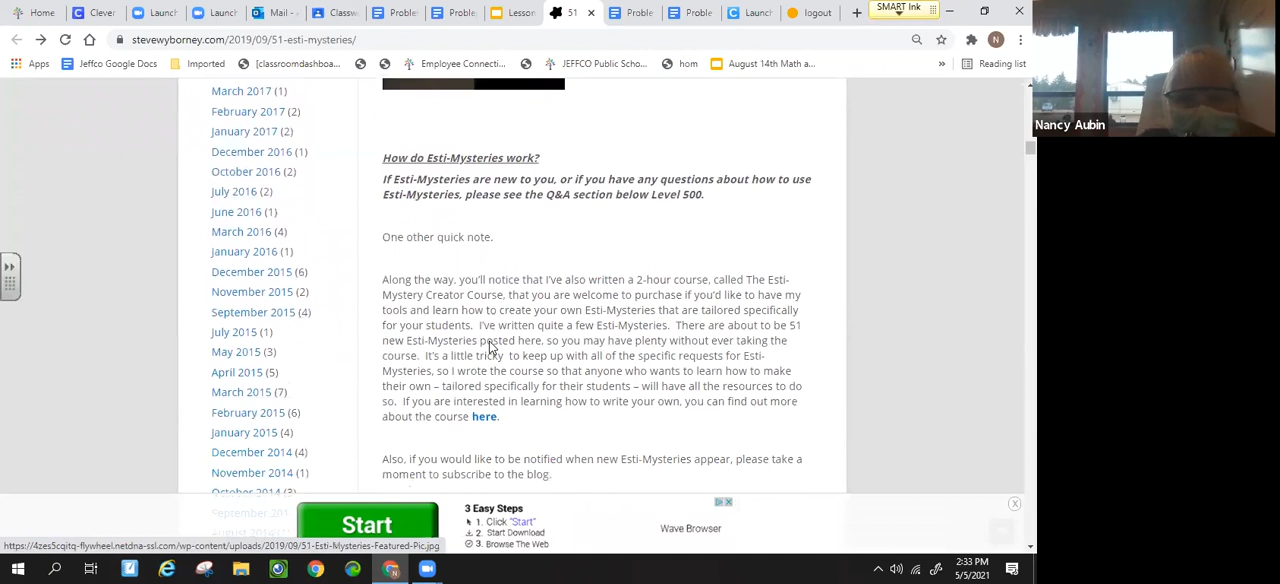 Home
Clever
Launch
Launch
Mail -
Classw
Proble
Proble
Lesson
51
Proble
Proble
Launch
logout
SMART Ink
stevewyborney.com/2019/09/51-esti-mysteries/
N
Apps
Jeffco Google Docs
Imported
[classroomdashboa...
Employee Connecti...
JEFFCO Public Scho...
hom
August 14th Math a...
»
Reading list
March 2017 (1)
February 2017 (2)
January 2017 (2)
December 2016 (1)
October 2016 (2)
July 2016 (2)
June 2016 (1)
March 2016 (4)
January 2016 (1)
December 2015 (6)
November 2015 (2)
September 2015 (4)
July 2015 (1)
May 2015 (3)
April 2015 (5)
March 2015 (7)
February 2015 (6)
January 2015 (4)
December 2014 (4)
November 2014 (1)
October 2014 (3)
How do Esti-Mysteries work?
If Esti-Mysteries are new to you, or if you have any questions about how to use
Esti-Mysteries, please see the Q&A section below Level 500.
One other quick note.
Along the way, you'll notice that I've also written a 2-hour course, called The Esti-
Mystery Creator Course, that you are welcome to purchase if you'd like to have my
tools and learn how to create your own Esti-Mysteries that are tailored specifically
for your students.  I've written quite a few Esti-Mysteries.  There are about to be 51
new Esti-Mysteries posted here, so you may have plenty without ever taking the
course.  It's a little tricky  to keep up with all of the specific requests for Esti-
Mysteries, so I wrote the course so that anyone who wants to learn how to make
their own – tailored specifically for their students – will have all the resources to do
so.  If you are interested in learning how to write your own, you can find out more
about the course here.
Also, if you would like to be notified when new Esti-Mysteries appear, please take a
moment to subscribe to the blog.
Start
3 Easy Steps
1. Click "Start"
2. Start Download
3. Browse The Web
Wave Browser
https://4zes5cqitq-flywheel.netdna-ssl.com/wp-content/uploads/2019/09/51-Esti-Mysteries-Featured-Pic.jpg
2:33 PM
5/5/2021
Nancy Aubin